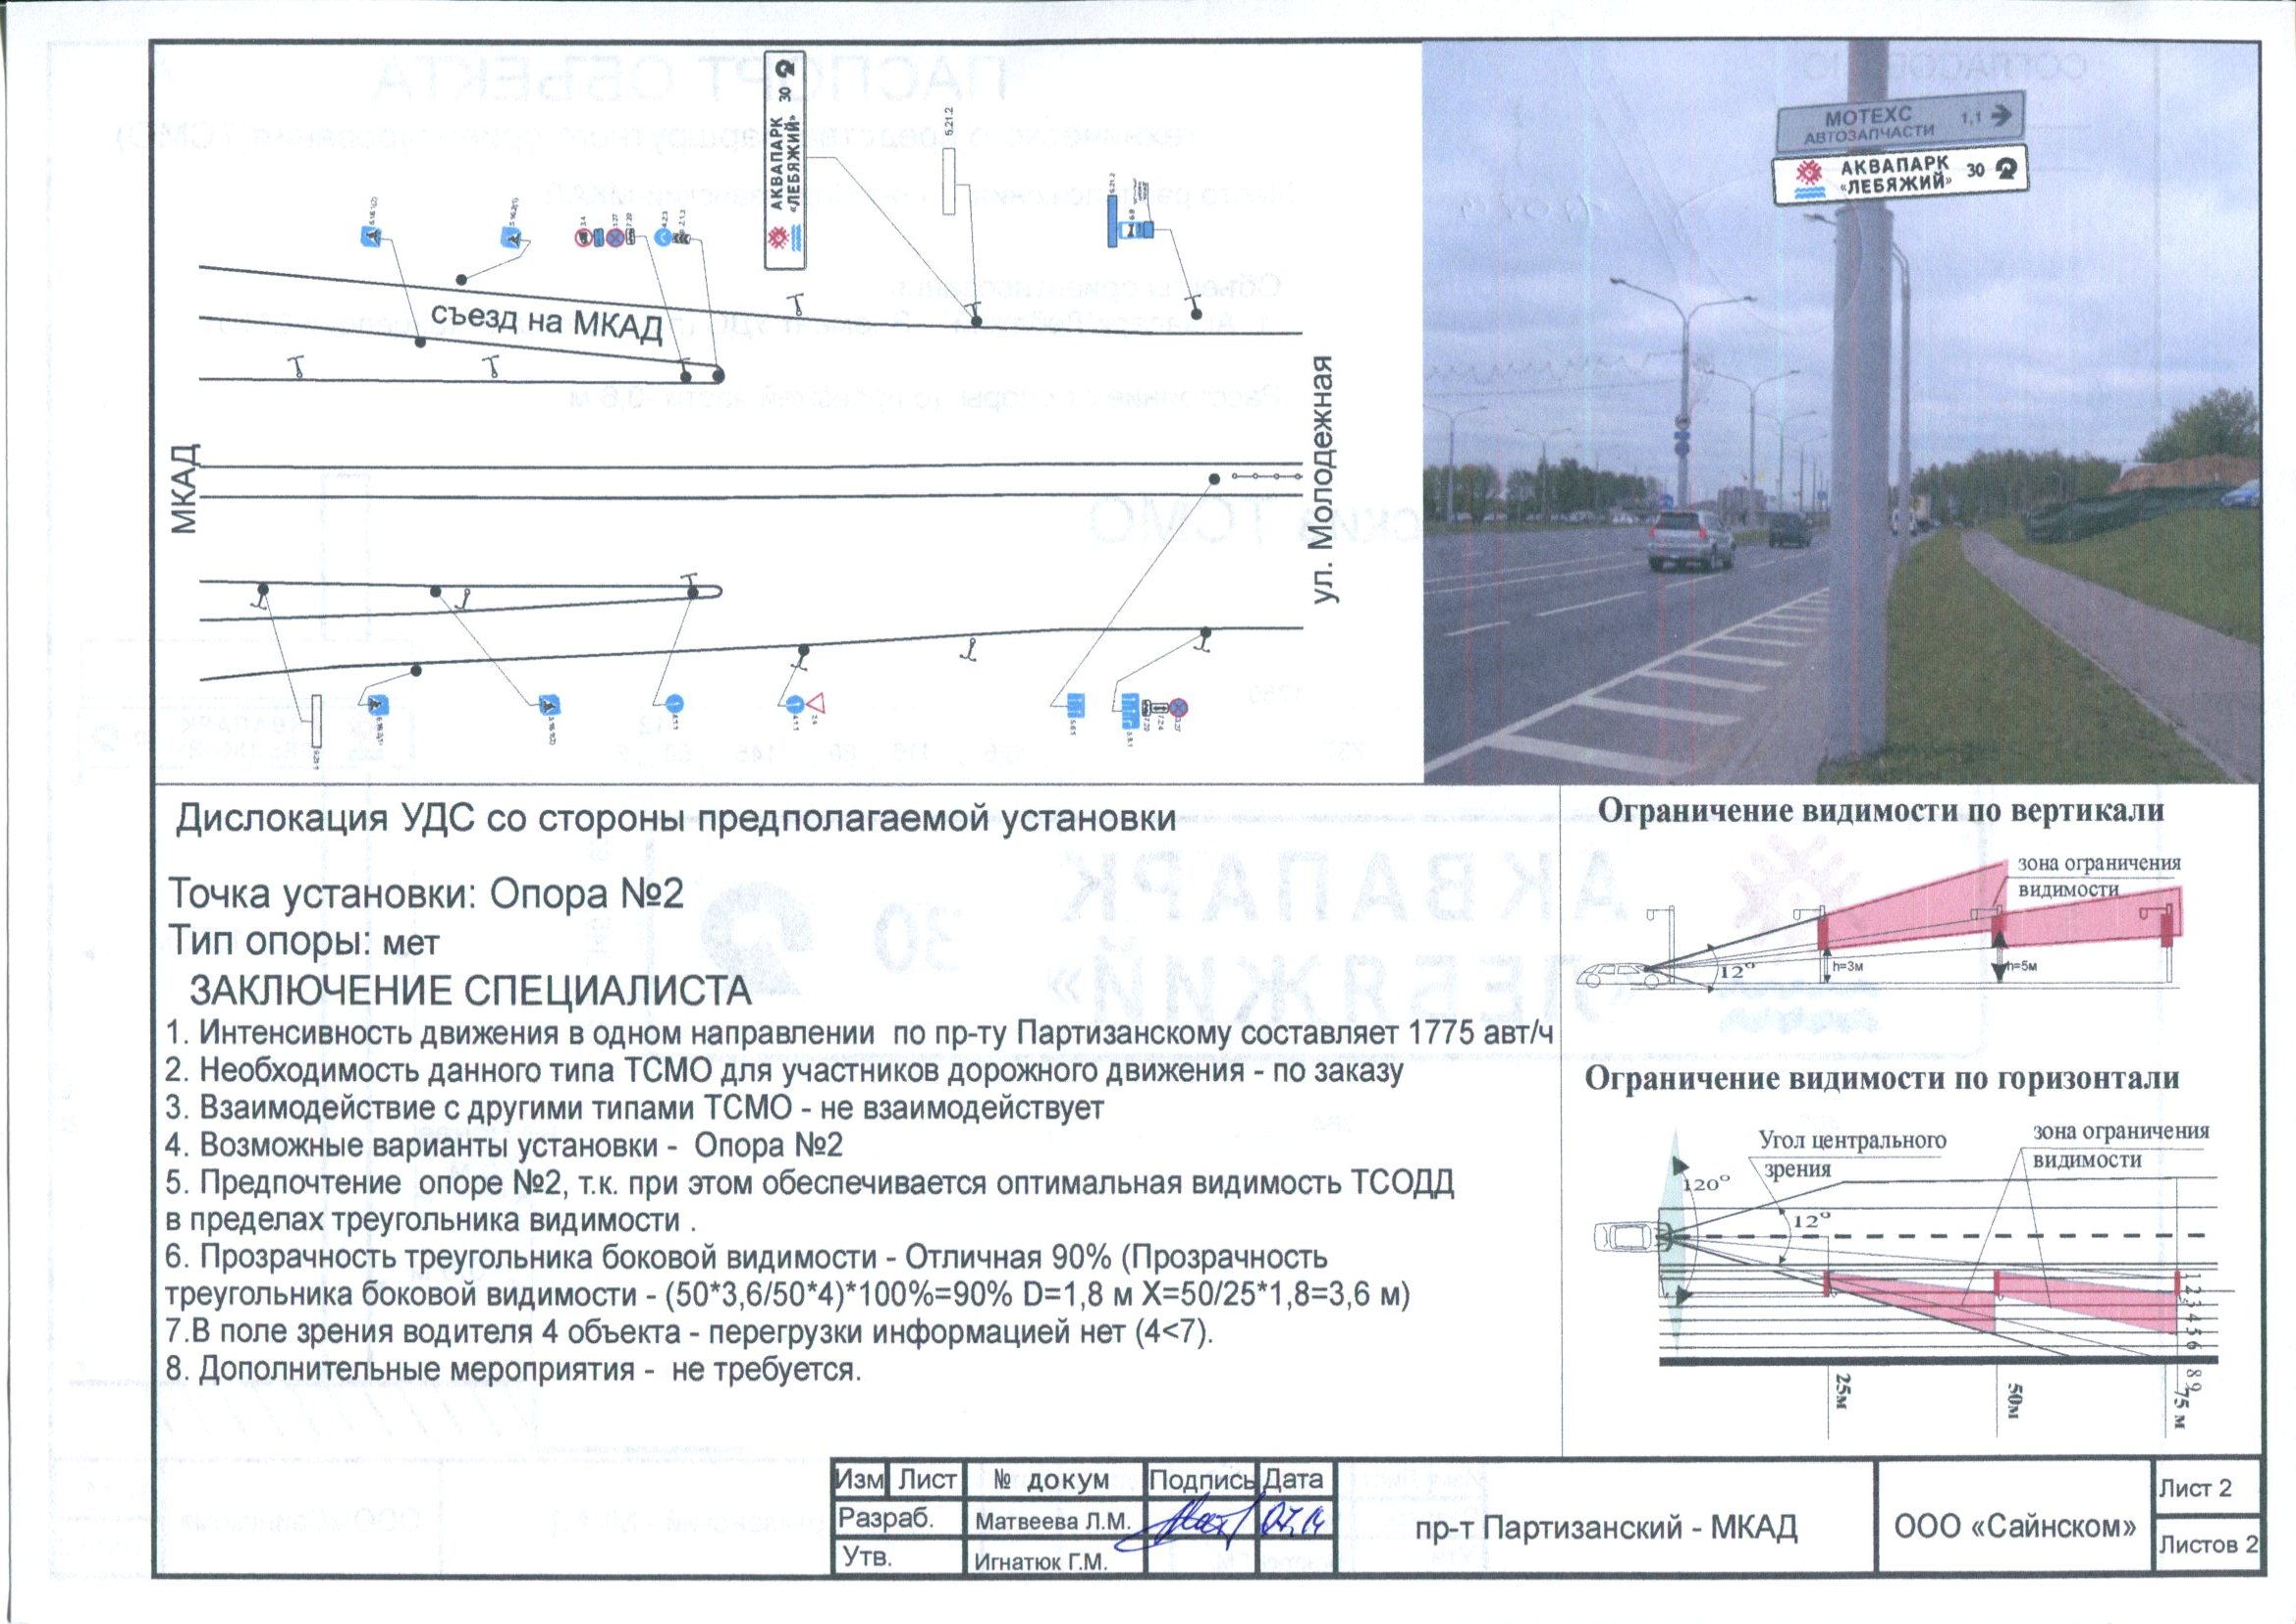 АКВАПАРК 30
«ЛЕБЯЖИЙ»
5.21.2
съезд на МКАД
МКАД
ул. Молодежная
МОТЕХС 1,1
АВТОЗАПЧАСТИ
АКВАПАРК 30
«ЛЕБЯЖИЙ»
Дислокация УДС со стороны предполагаемой установки
Точка установки: Опора №2
Тип опоры: мет
ЗАКЛЮЧЕНИЕ СПЕЦИАЛИСТА
1. Интенсивность движения в одном направлении по пр-ту Партизанскому составляет 1775 авт/ч
2. Необходимость данного типа ТСМО для участников дорожного движения - по заказу
3. Взаимодействие с другими типами ТСМО - не взаимодействует
4. Возможные варианты установки - Опора №2
5. Предпочтение опоре №2, т.к. при этом обеспечивается оптимальная видимость ТСОДД
в пределах треугольника видимости .
6. Прозрачность треугольника боковой видимости - Отличная 90% (Прозрачность
треугольника боковой видимости - (50*3,6/50*4)*100%=90% D=1,8 м X=50/25*1,8=3,6 м)
7.В поле зрения водителя 4 объекта - перегрузки информацией нет (4<7).
8. Дополнительные мероприятия - не требуется.
Ограничение видимости по вертикали
зона ограничения
видимости
12°
h=3м
h=5м
Ограничение видимости по горизонтали
Угол центрального
зрения
зона ограничения
видимости
120°
12°
1 2 3 4 5 6 8 9
25м
50м
75 м
Изм Лист № докум Подпись Дата
Разраб. Матвеева Л.М.
Утв. Игнатюк Г.М.
пр-т Партизанский - МКАД
ООО «Сайнском»
Лист 2
Листов 2